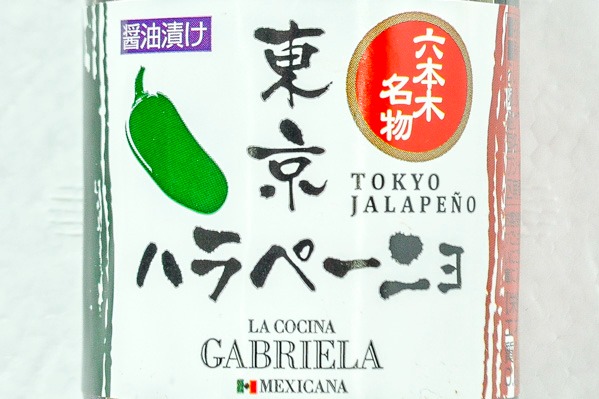 醤油漬け
東京
六本木
名物
TOKYO
JALAPEÑO
ハラペーニョ
LA COCINA
GABRIELA
MEXICANA